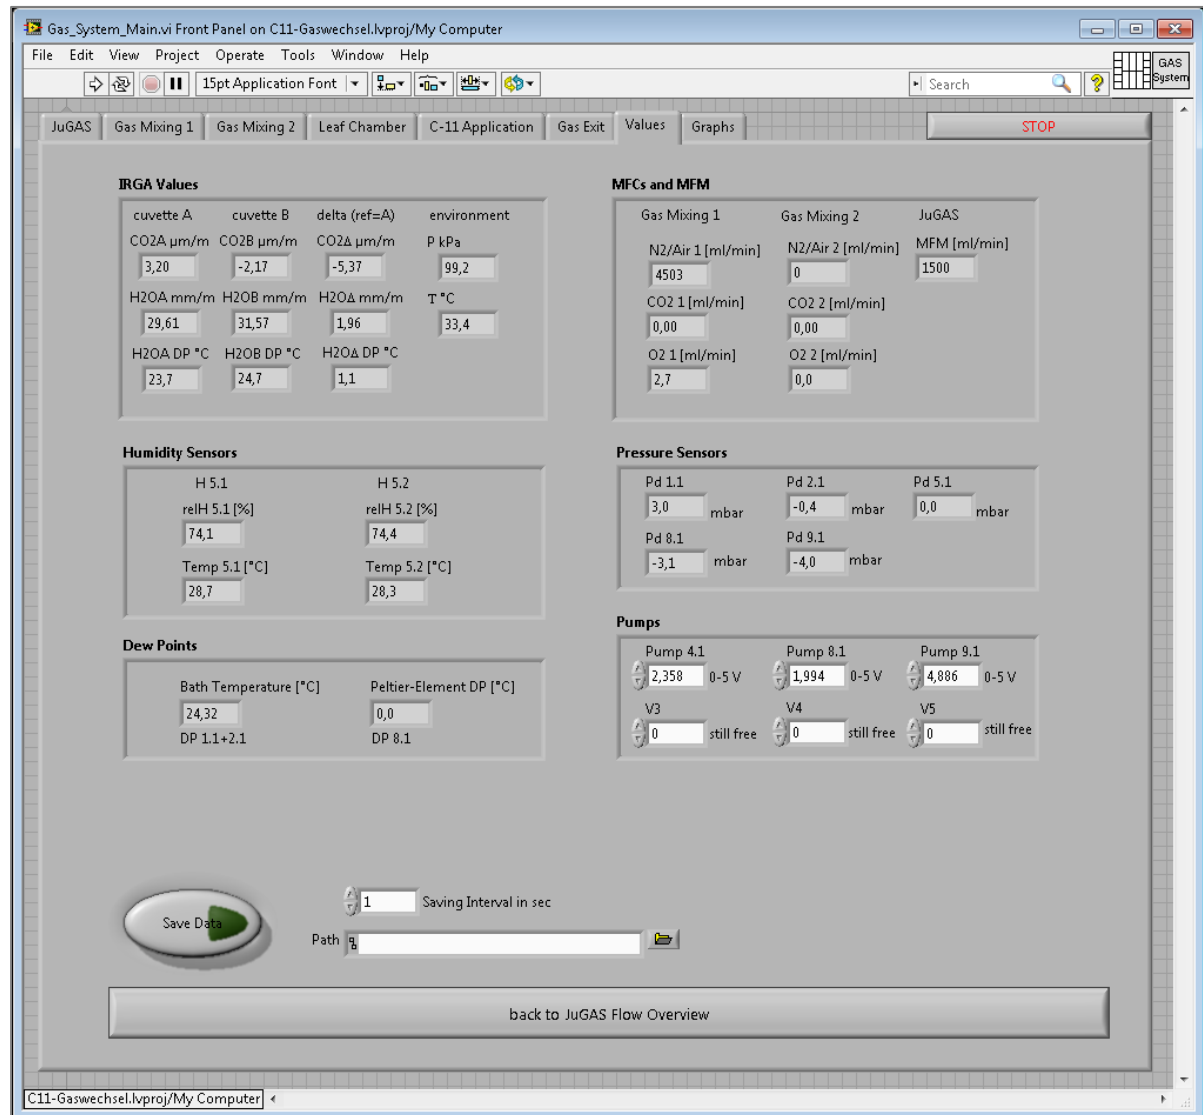 Gas_System_Main.vi Front Panel on C11-Gaswechsel.lvproj/My Computer
File Edit View Project Operate Tools Window Help
15pt Application Font
Search
?
GAS
System
JuGAS Gas Mixing 1 Gas Mixing 2 Leaf Chamber C-11 Application Gas Exit Values Graphs
STOP
IRGA Values
cuvette A cuvette B delta (ref=A) environment
CO2A µm/m CO2B µm/m CO2Δ µm/m P kPa
3,20 -2,17 -5,37 99,2
H2OA mm/m H2OB mm/m H2OΔ mm/m T °C
29,61 31,57 1,96 33,4
H2OA DP °C H2OB DP °C H2OΔ DP °C
23,7 24,7 1,1
MFCs and MFM
Gas Mixing 1 Gas Mixing 2 JuGAS
N2/Air 1 [ml/min] N2/Air 2 [ml/min] MFM [ml/min]
4503 0 1500
CO2 1 [ml/min] CO2 2 [ml/min]
0,00 0,00
O2 1 [ml/min] O2 2 [ml/min]
2,7 0,0
Humidity Sensors
H 5.1 H 5.2
relH 5.1 [%] relH 5.2 [%]
74,1 74,4
Temp 5.1 [°C] Temp 5.2 [°C]
28,7 28,3
Pressure Sensors
Pd 1.1 Pd 2.1 Pd 5.1
3,0 mbar -0,4 mbar 0,0 mbar
Pd 8.1 Pd 9.1
-3,1 mbar -4,0 mbar
Dew Points
Bath Temperature [°C] Peltier-Element DP [°C]
24,32 0,0
DP 1.1+2.1 DP 8.1
Pumps
Pump 4.1 Pump 8.1 Pump 9.1
2,358 0-5 V 1,994 0-5 V 4,886 0-5 V
V3 V4 V5
0 still free 0 still free 0 still free
Save Data
1 Saving Interval in sec
Path
back to JuGAS Flow Overview
C11-Gaswechsel.lvproj/My Computer